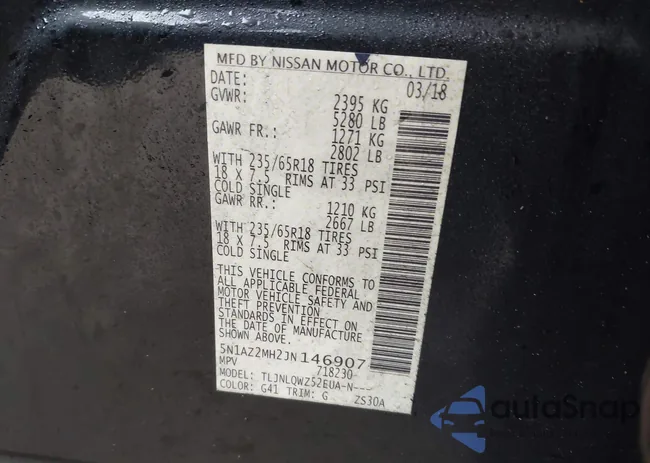 MFD BY NISSAN MOTOR CO., LTD.
DATE: 03/18
GVWR: 2395 KG
5280 LB
GAWR FR.: 1271 KG
2802 LB
WITH 235/65R18 TIRES
18 X 7.5 RIMS AT 33 PSI
COLD SINGLE
GAWR RR.: 1210 KG
2667 LB
WITH 235/65R18 TIRES
18 X 7.5 RIMS AT 33 PSI
COLD SINGLE
THIS VEHICLE CONFORMS TO
ALL APPLICABLE FEDERAL
MOTOR VEHICLE SAFETY AND
THEFT PREVENTION
STANDARDS IN EFFECT ON
THE DATE OF MANUFACTURE
SHOWN ABOVE.
5N1AZ2MH2JN146907
MPV 718230
MODEL: TLJNLQWZ52EUA-N---
COLOR: G41 TRIM: G ZS30A
autoSnap